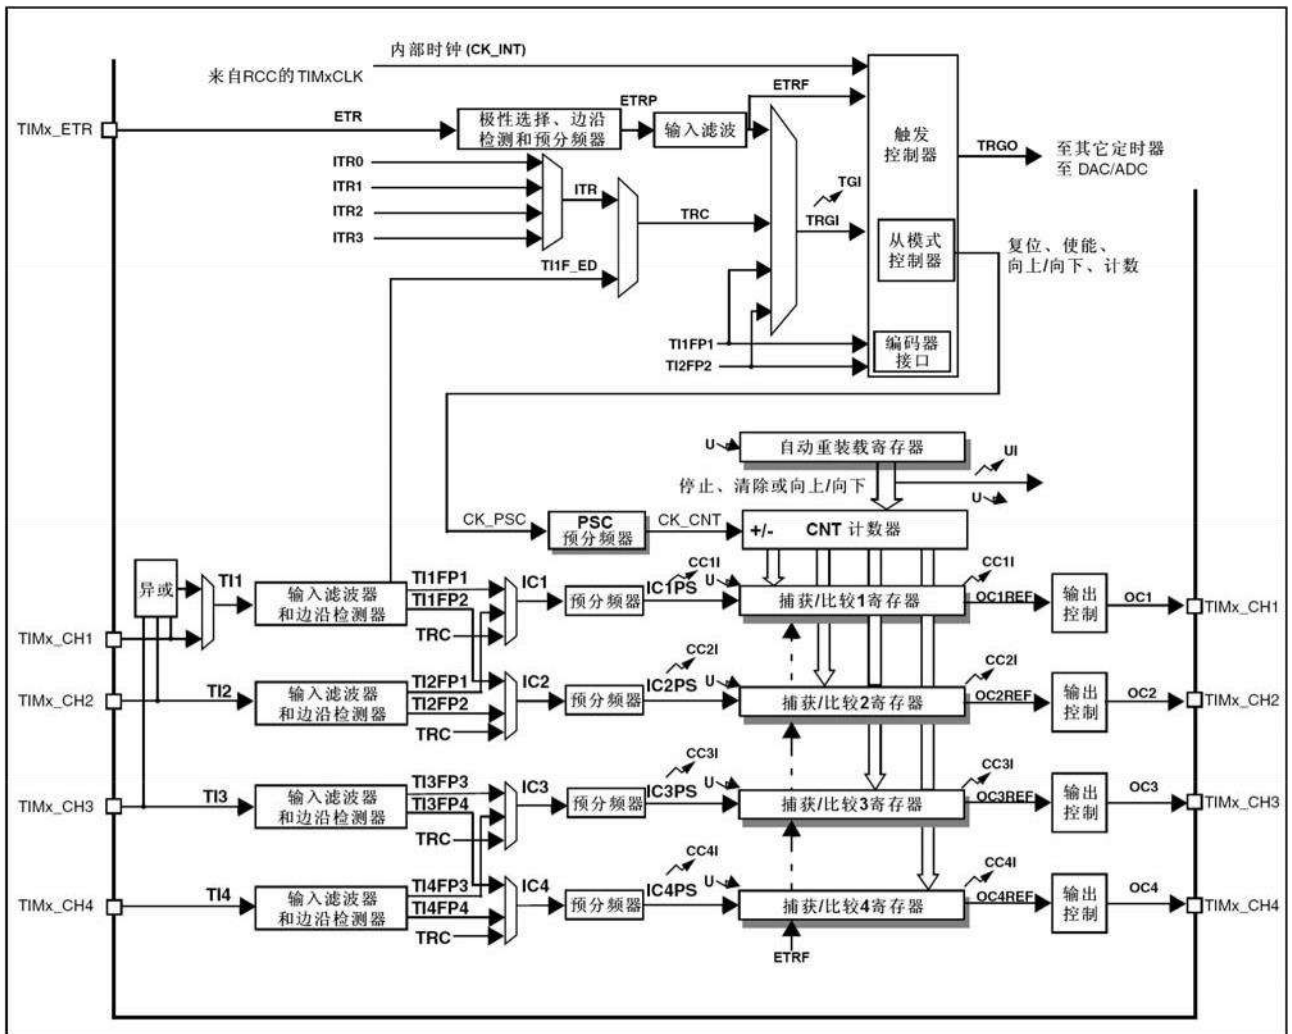 内部时钟 (CK_INT)
来自RCC的 TIMxCLK
TIMx_ETR
ETR
极性选择、边沿
检测和预分频器
ETRP
输入滤波
ETRF
触发
控制器
TRGO
至其它定时器
至 DAC/ADC
ITR0
ITR1
ITR2
ITR3
ITR
TRC
TGI
TRGI
从模式
控制器
复位、使能、
向上/向下、计数
TI1F_ED
TI1FP1
TI2FP2
编码器
接口
U
自动重装载寄存器
UI
停止、清除或向上/向下
U
CK_PSC
PSC
预分频器
CK_CNT
+/-
CNT 计数器
异或
TI1
输入滤波器
和边沿检测器
TI1FP1
TI1FP2
TRC
IC1
预分频器
CC1I
IC1PS
U
捕获/比较1寄存器
CC1I
OC1REF
输出
控制
OC1
TIMx_CH1
TIMx_CH1
TIMx_CH2
TI2
输入滤波器
和边沿检测器
TI2FP1
TI2FP2
TRC
IC2
预分频器
CC2I
IC2PS
U
捕获/比较2寄存器
CC2I
OC2REF
输出
控制
OC2
TIMx_CH2
TIMx_CH3
TI3
输入滤波器
和边沿检测器
TI3FP3
TI3FP4
TRC
IC3
预分频器
CC3I
IC3PS
U
捕获/比较3寄存器
CC3I
OC3REF
输出
控制
OC3
TIMx_CH3
TIMx_CH4
TI4
输入滤波器
和边沿检测器
TI4FP3
TI4FP4
TRC
IC4
预分频器
CC4I
IC4PS
U
捕获/比较4寄存器
CC4I
OC4REF
输出
控制
OC4
TIMx_CH4
ETRF